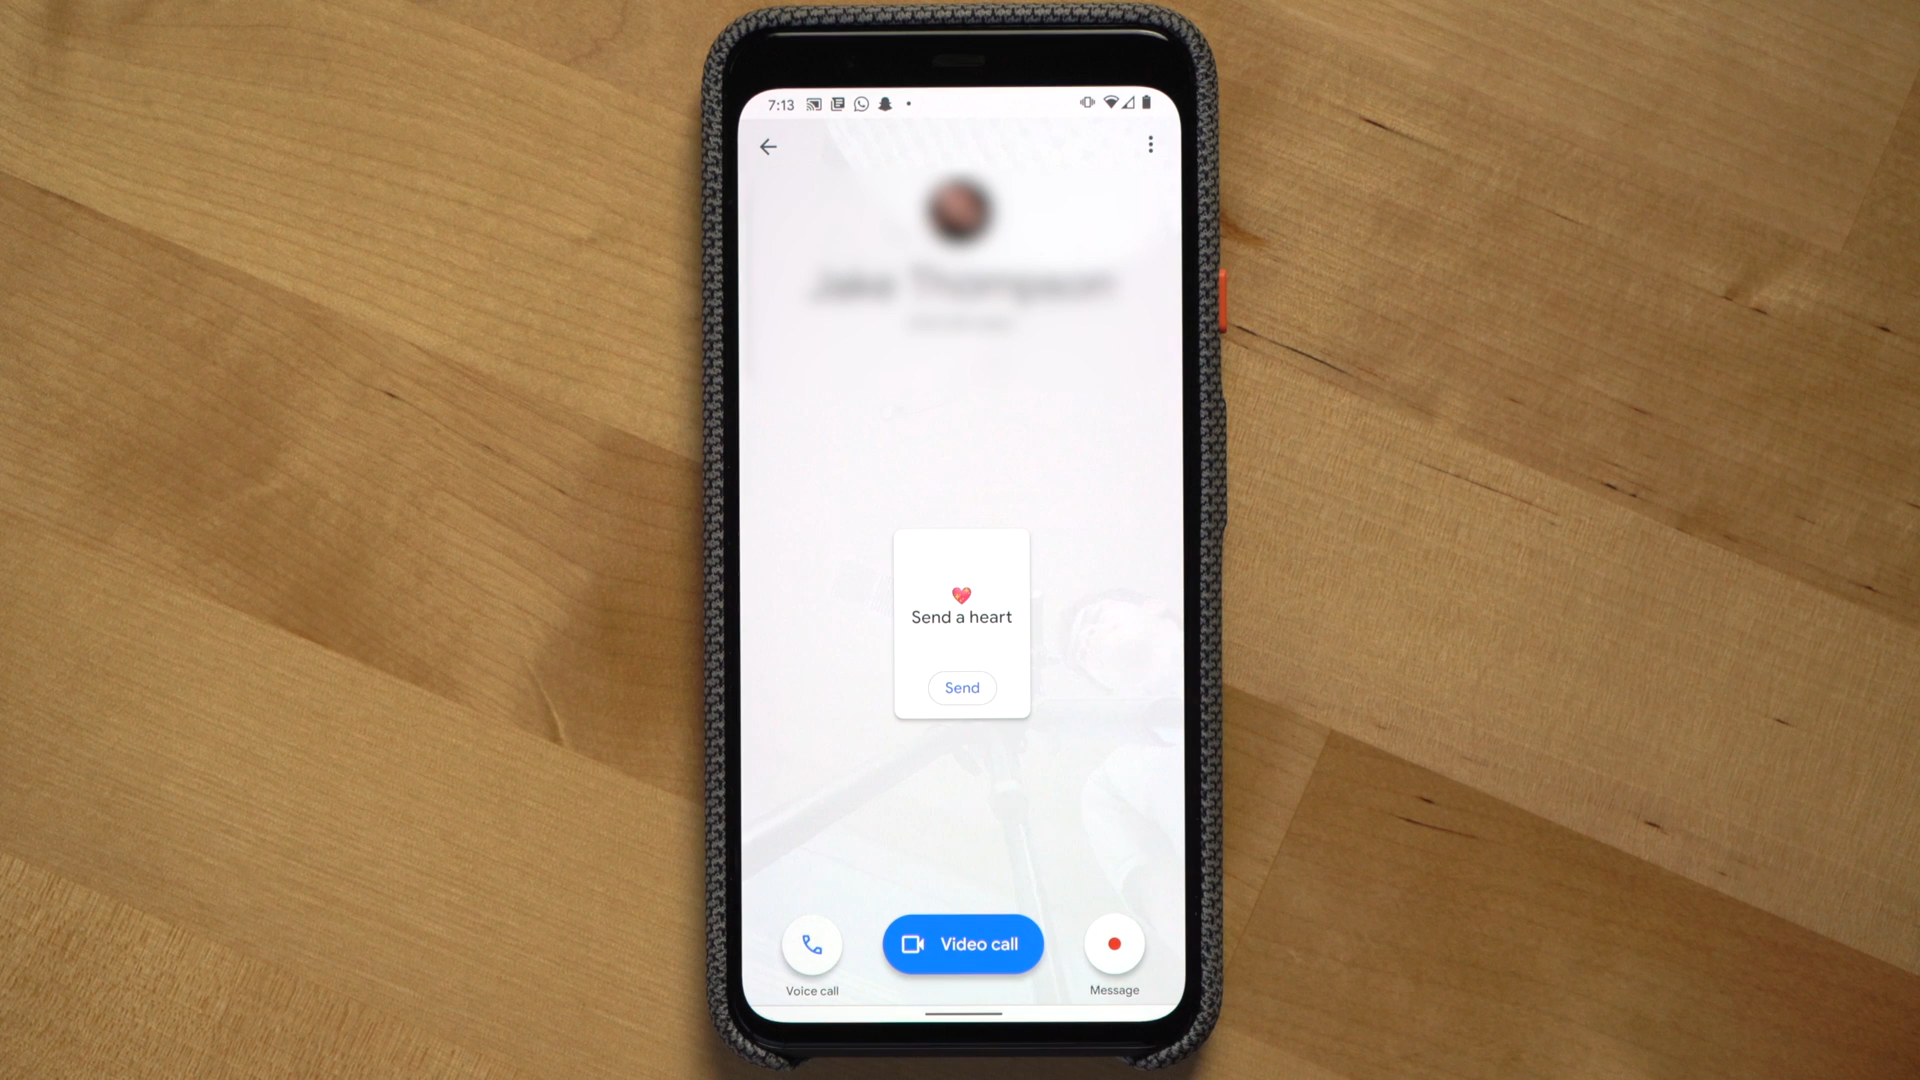 7:13
Send a heart
Send
Video call
Voice call
Message